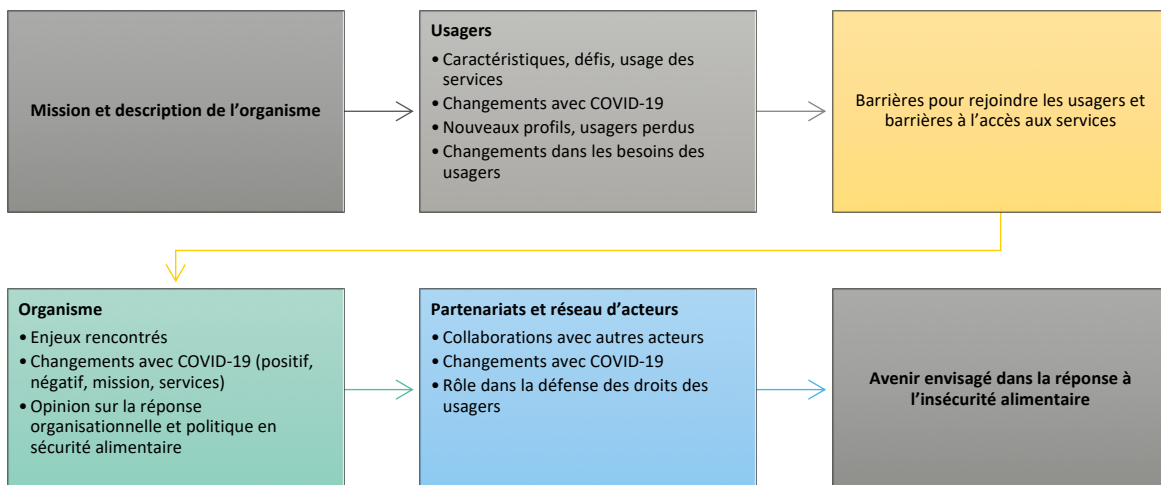 Mission et description de l’organisme
Usagers
• Caractéristiques, défis, usage des
services
• Changements avec COVID-19
• Nouveaux profils, usagers perdus
• Changements dans les besoins des
usagers
Barrières pour rejoindre les usagers et
barrières à l’accès aux services
Organisme
• Enjeux rencontrés
• Changements avec COVID-19 (positif,
négatif, mission, services)
• Opinion sur la réponse
organisationnelle et politique en
sécurité alimentaire
Partenariats et réseau d’acteurs
• Collaborations avec autres acteurs
• Changements avec COVID-19
• Rôle dans la défense des droits des
usagers
Avenir envisagé dans la réponse à
l’insécurité alimentaire